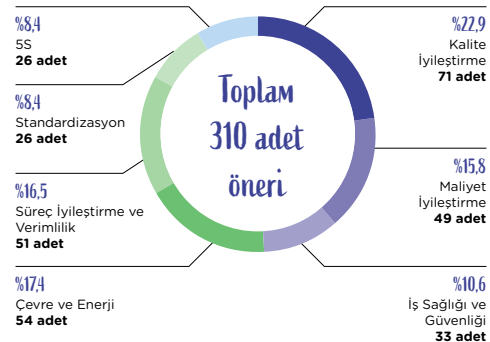 %8,4
5S
26 adet
%8,4
Standardizasyon
26 adet
%16,5
Süreç İyileştirme ve
Verimlilik
51 adet
%17,4
Çevre ve Enerji
54 adet
Toplam
310 adet
öneri
%22,9
Kalite
İyileştirme
71 adet
%15,8
Maliyet
İyileştirme
49 adet
%10,6
İş Sağlığı ve
Güvenliği
33 adet